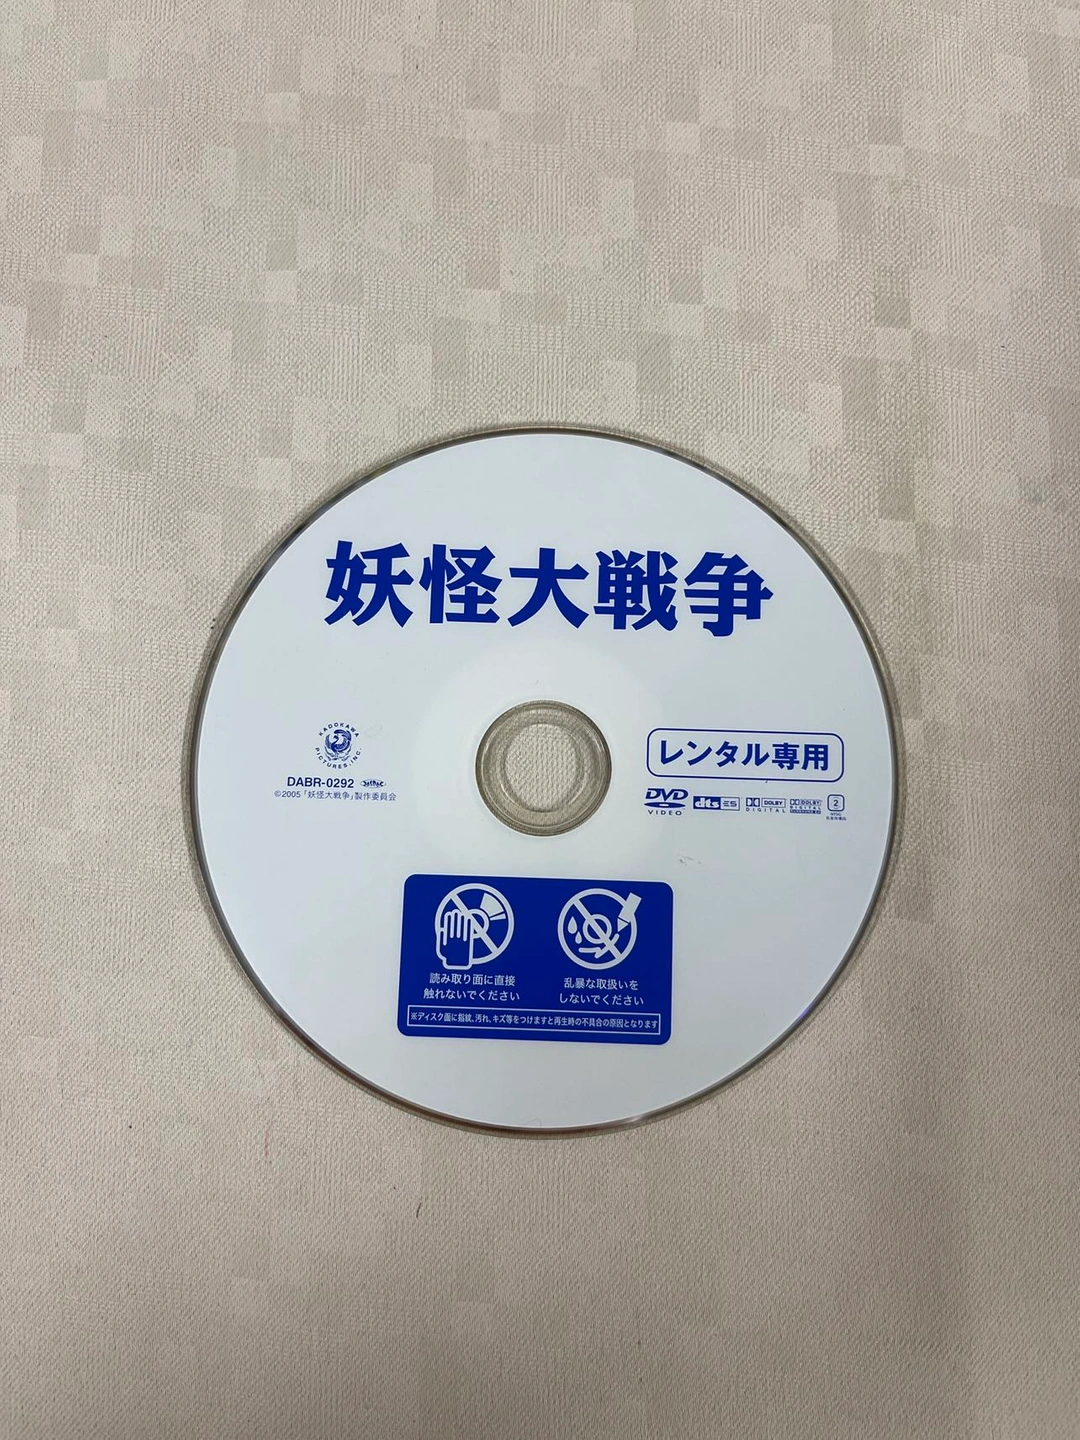 妖怪大戦争
KADOKAWA PICTURES, INC.
DABR-0292
©2005「妖怪大戦争」製作委員会
レンタル専用
DVD VIDEO
dts ES
DOLBY DIGITAL
DOLBY DIGITAL
2
NTSC
読み取り面に直接
触れないでください
乱暴な取扱いを
しないでください
※ディスク面に指紋、汚れ、キズ等をつけますと再生時の不具合の原因となります